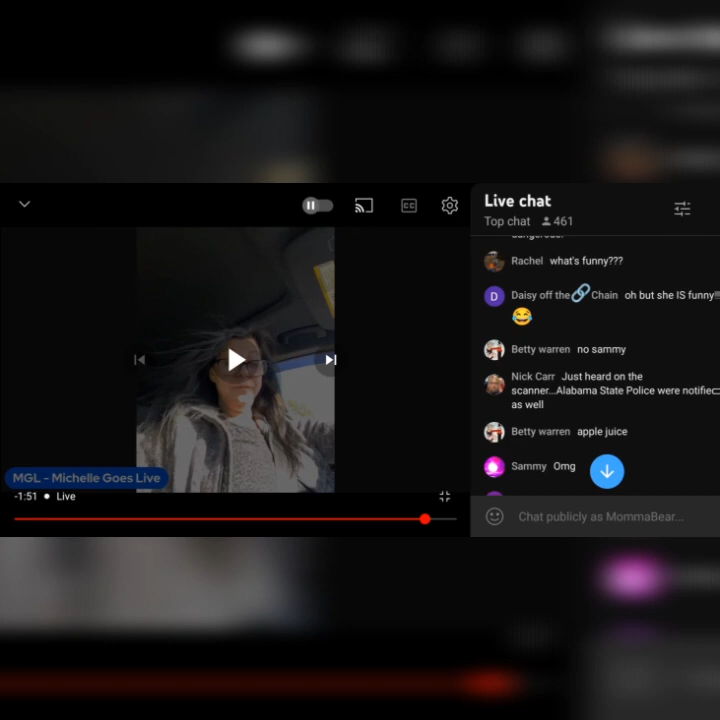 Live chat
Top chat 461
dangerous.
Rachel what's funny???
D Daisy off the🔗Chain oh but she IS funny!!
😂
Betty warren no sammy
Nick Carr Just heard on the
scanner...Alabama State Police were notified
as well
Betty warren apple juice
Sammy Omg
CC
MGL - Michelle Goes Live
-1:51 • Live
Chat publicly as MommaBear...